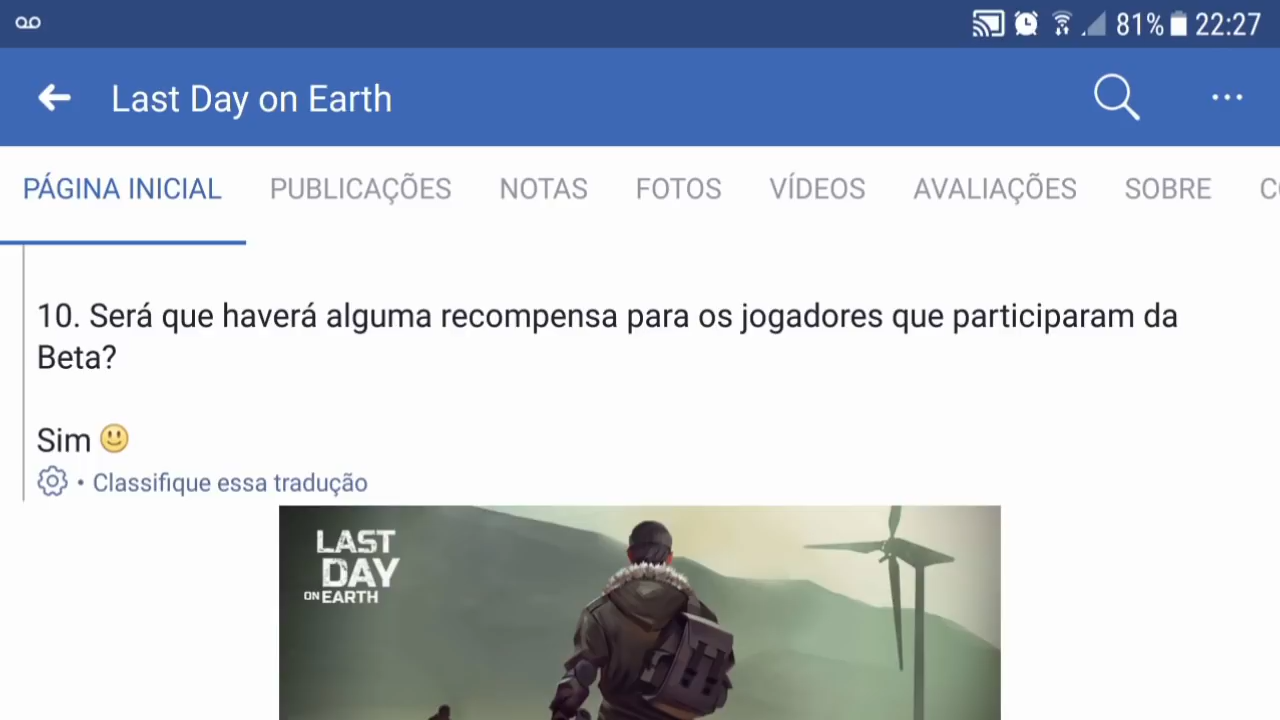 81% 22:27
Last Day on Earth
PÁGINA INICIAL PUBLICAÇÕES NOTAS FOTOS VÍDEOS AVALIAÇÕES SOBRE
10. Será que haverá alguma recompensa para os jogadores que participaram da
Beta?
Sim
• Classifique essa tradução
LAST
DAY
ON EARTH